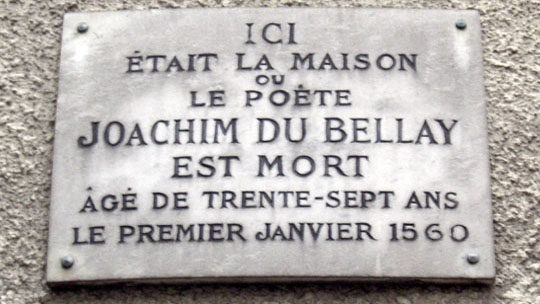 ICI
ÉTAIT LA MAISON
OU
LE POÈTE
JOACHIM DU BELLAY
EST MORT
ÂGÉ DE TRENTE-SEPT ANS
LE PREMIER JANVIER 1560